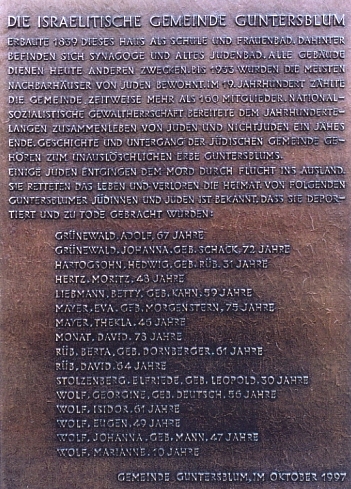 DIE ISRAELITISCHE GEMEINDE GUNTERSBLUM
ERBAUTE 1839 DIESES HAUS ALS SCHULE UND FRAUENBAD. DAHINTER
BEFINDEN SICH SYNAGOGE UND ALTES JUDENBAD. ALLE GEBÄUDE
DIENEN HEUTE ANDEREN ZWECKEN. BIS 1933 WURDEN DIE MEISTEN
NACHBARHÄUSER VON JUDEN BEWOHNT. IM 19. JAHRHUNDERT ZÄHLTE
DIE GEMEINDE ZEITWEISE MEHR ALS 160 MITGLIEDER. NATIONAL-
SOZIALISTISCHE GEWALTHERRSCHAFT BEREITETE DEM JAHRHUNDERTE-
LANGEN ZUSAMMENLEBEN VON JUDEN UND NICHTJUDEN EIN JÄHES
ENDE. GESCHICHTE UND UNTERGANG DER JÜDISCHEN GEMEINDE GE-
HÖREN ZUM UNAUSLÖSCHLICHEN ERBE GUNTERSBLUMS.
EINIGE JUDEN ENTGINGEN DEM MORD DURCH FLUCHT INS AUSLAND.
SIE RETTETEN DAS LEBEN UND VERLOREN DIE HEIMAT. VON FOLGENDEN
GUNTERSBLUMER JÜDINNEN UND JUDEN IST BEKANNT, DASS SIE DEPOR-
TIERT UND ZU TODE GEBRACHT WURDEN:
GRÜNEWALD, ADOLF, 67 JAHRE
GRÜNEWALD, JOHANNA, GEB. SCHACK, 72 JAHRE
HARTOGSOHN, HEDWIG, GEB. RÜB, 31 JAHRE
HERTZ, MORITZ, 43 JAHRE
LIEBMANN, BETTY, GEB. KAHN, 59 JAHRE
MAYER, EVA, GEB. MORGENSTERN, 75 JAHRE
MAYER, THEKLA, 46 JAHRE
MONAT, DAVID, 73 JAHRE
RÜB, BERTA, GEB. DORNBERGER, 61 JAHRE
RÜB, DAVID, 64 JAHRE
STOLZENBERG, ELFRIEDE, GEB. LEOPOLD, 30 JAHRE
WOLF, GEORGINE, GEB. DEUTSCH, 56 JAHRE
WOLF, ISIDOR, 61 JAHRE
WOLF, EUGEN, 49 JAHRE
WOLF, JOHANNA, GEB. MANN, 47 JAHRE
WOLF, MARIANNE, 10 JAHRE
GEMEINDE GUNTERSBLUM, IM OKTOBER 1997